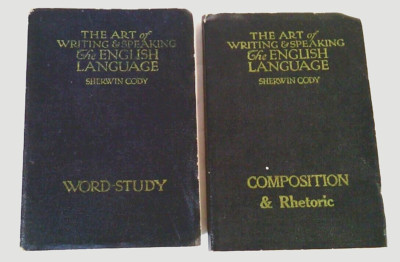 THE ART of
WRITING & SPEAKING
The ENGLISH
LANGUAGE
SHERWIN CODY
WORD-STUDY
THE ART of
WRITING & SPEAKING
The ENGLISH
LANGUAGE
SHERWIN CODY
COMPOSITION
& Rhetoric